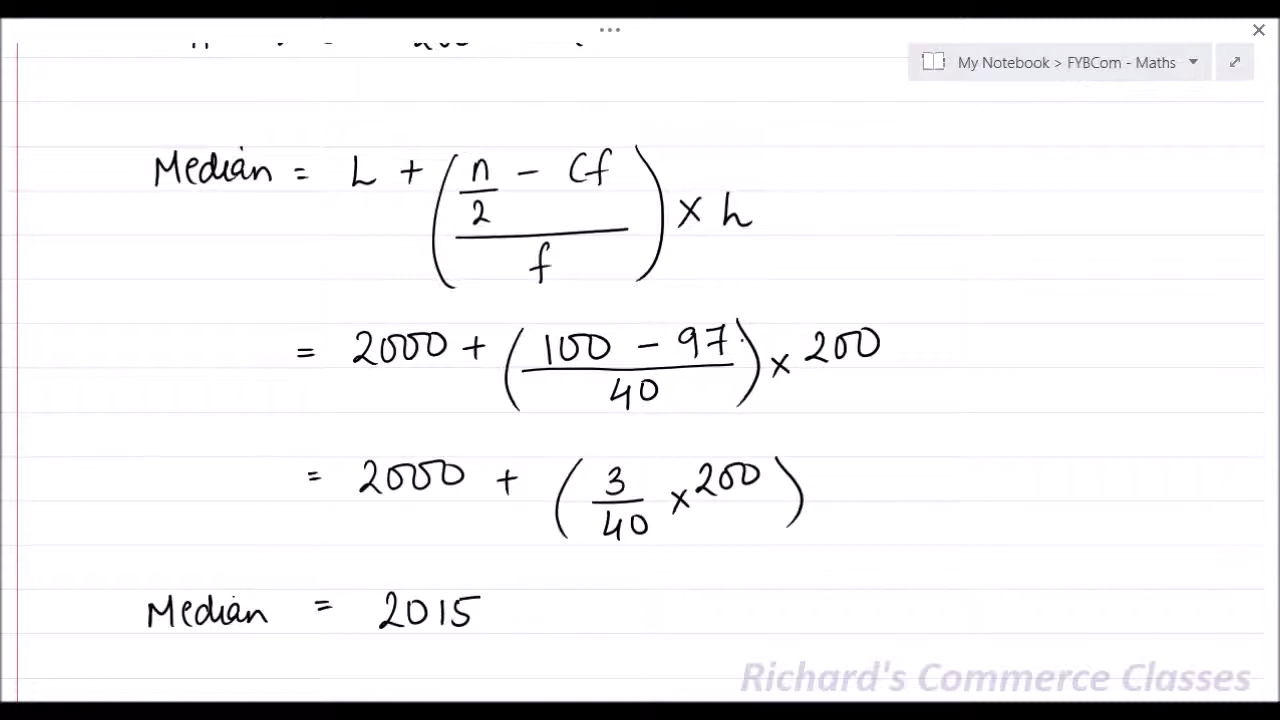 My Notebook > FYBCom - Maths
Median = L + ( n/2 - Cf / f ) × h
= 2000 + ( 100 - 97 / 40 ) × 200
= 2000 + ( 3/40 × 200 )
Median = 2015
Richard's Commerce Classes